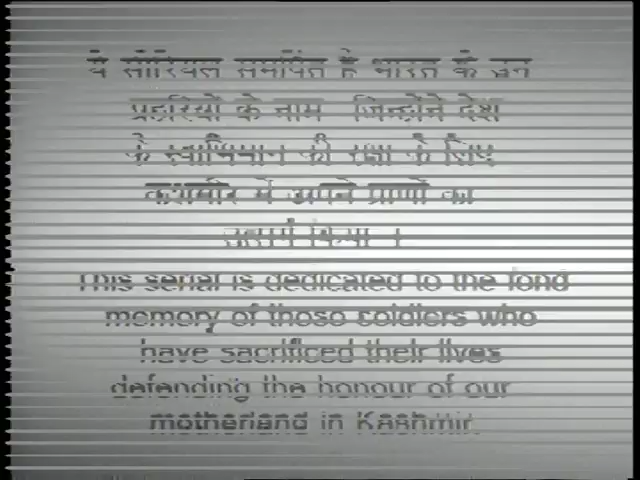 ये सीरियल समर्पित है भारत के उन
प्रहरियों के नाम जिन्होंने देश
के स्वाभिमान की रक्षा के लिए
में अपने प्राणों का
उत्सर्ग किया ।
This serial is dedicated to the fond
memory of those soldiers who
have sacrificed their lives
defending the honour of our
motherland in Kashmir.